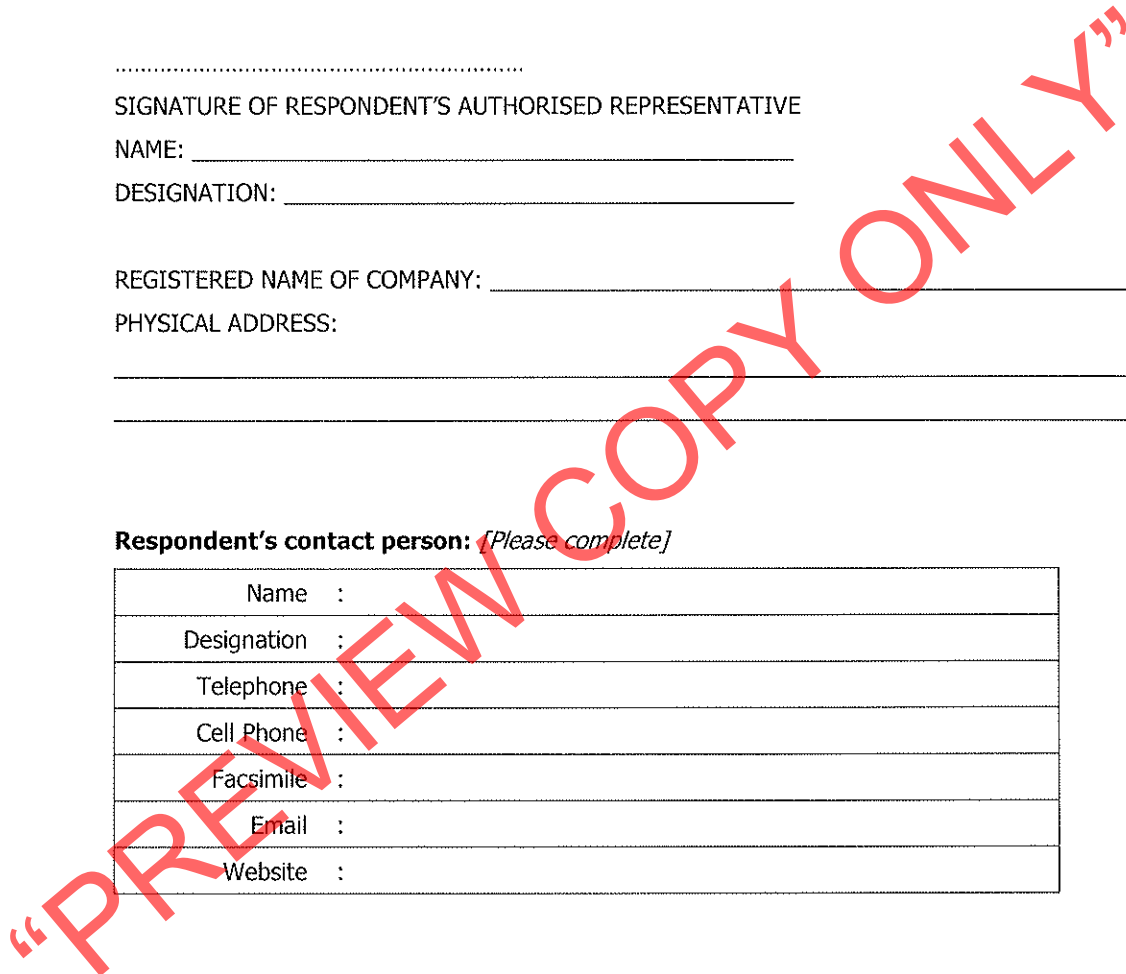 SIGNATURE OF RESPONDENT'S AUTHORISED REPRESENTATIVE
NAME:
DESIGNATION:
REGISTERED NAME OF COMPANY:
PHYSICAL ADDRESS:
Respondent's contact person: [Please complete]
Name :
Designation :
Telephone :
Cell Phone :
Facsimile :
Email :
Website :
“PREVIEW COPY ONLY”